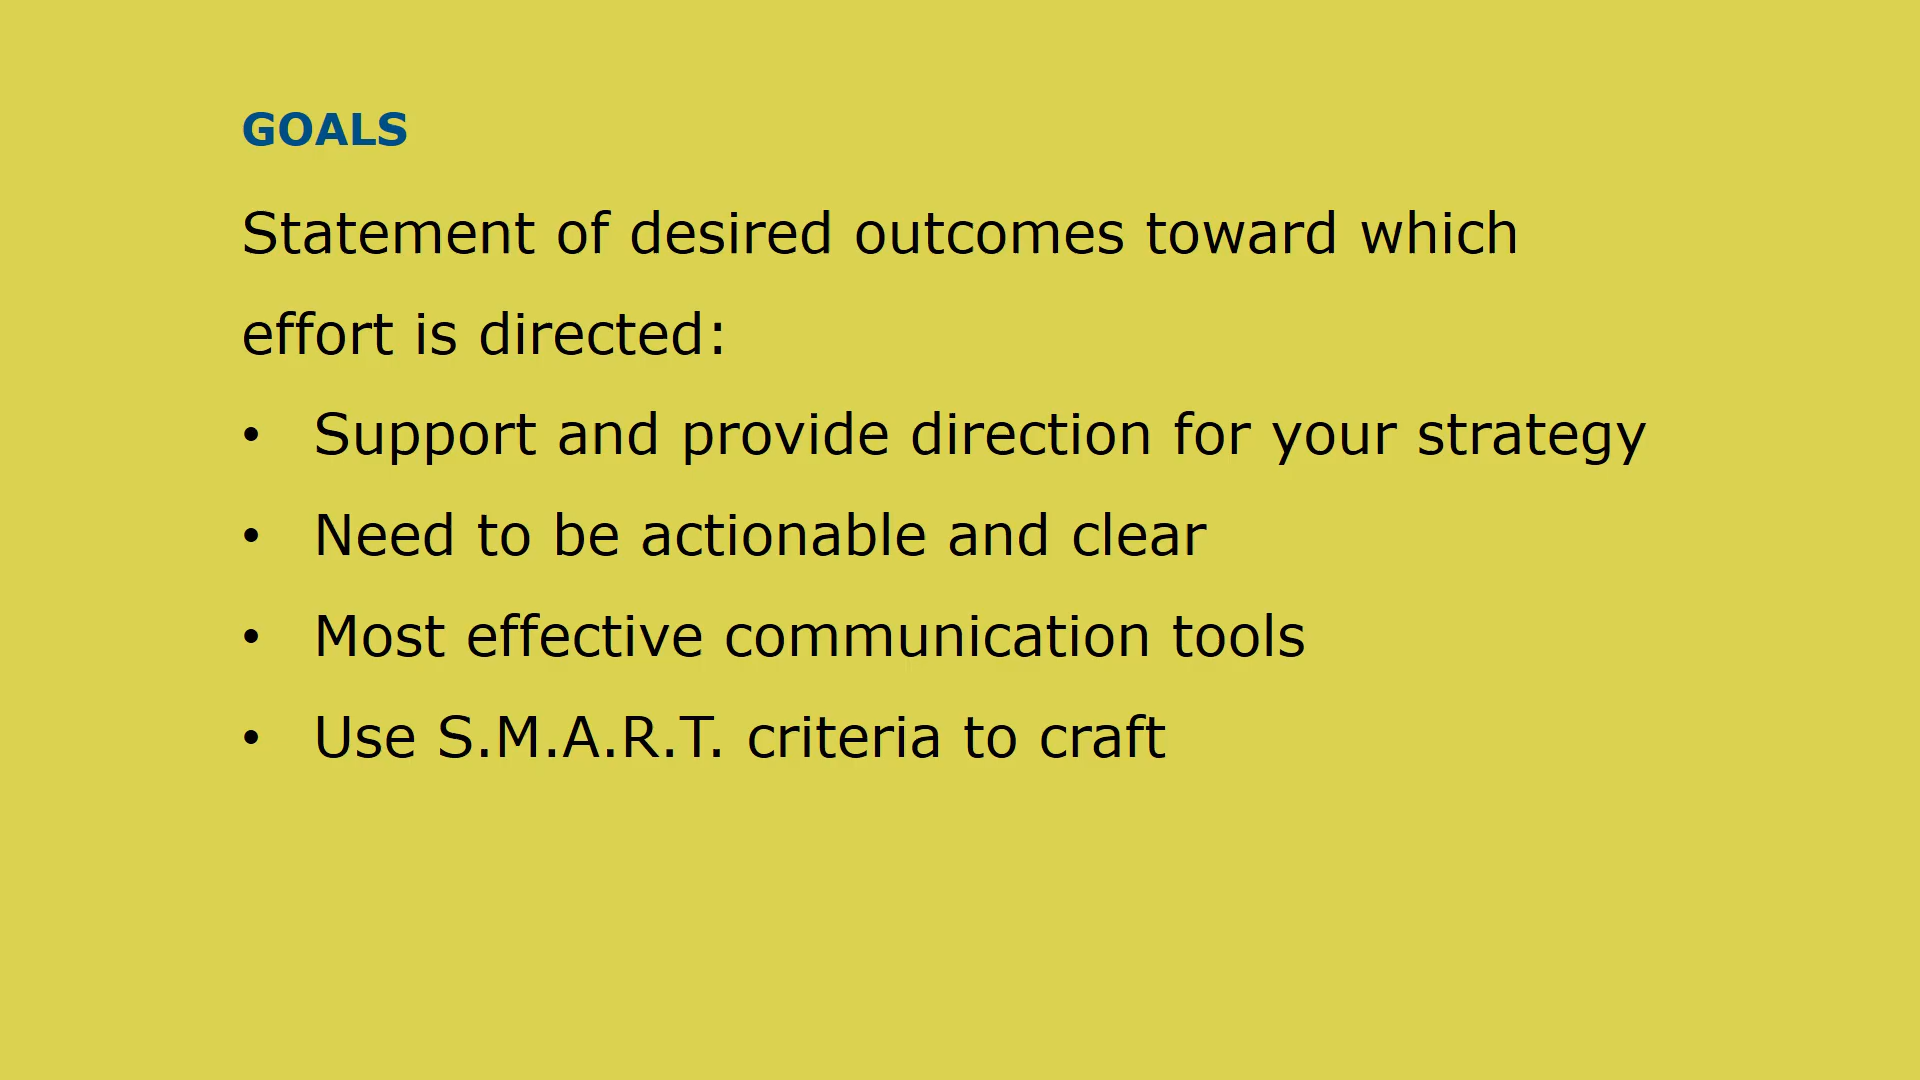 GOALS
Statement of desired outcomes toward which
effort is directed:
• Support and provide direction for your strategy
• Need to be actionable and clear
• Most effective communication tools
• Use S.M.A.R.T. criteria to craft